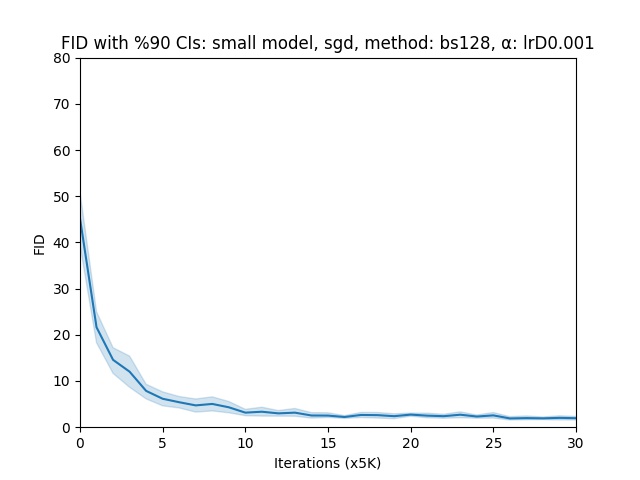 FID with %90 CIs: small model, sgd, method: bs128, α: lrD0.001
80
70
60
50
40
30
20
10
0
FID
0 5 10 15 20 25 30
Iterations (x5K)